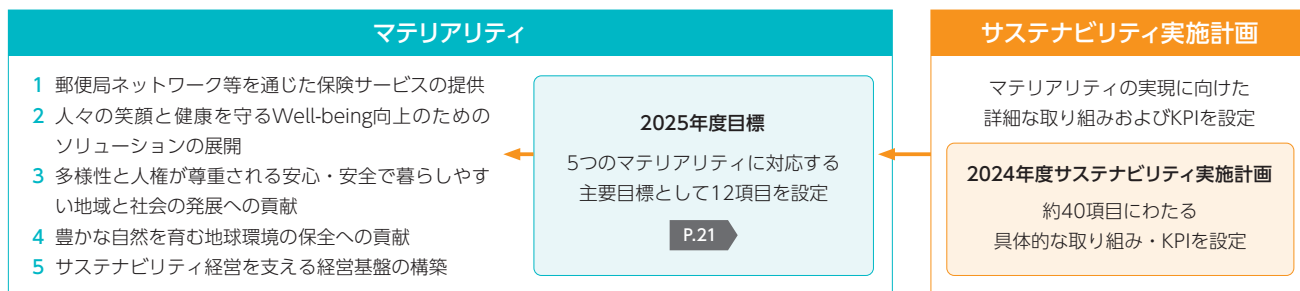 マテリアリティ
1 郵便局ネットワーク等を通じた保険サービスの提供
2 人々の笑顔と健康を守るWell-being向上のための
ソリューションの展開
3 多様性と人権が尊重される安心・安全で暮らしやす
い地域と社会の発展への貢献
4 豊かな自然を育む地球環境の保全への貢献
5 サステナビリティ経営を支える経営基盤の構築
2025年度目標
5つのマテリアリティに対応する
主要目標として12項目を設定
P.21
サステナビリティ実施計画
マテリアリティの実現に向けた
詳細な取り組みおよびKPIを設定
2024年度サステナビリティ実施計画
約40項目にわたる
具体的な取り組み・KPIを設定